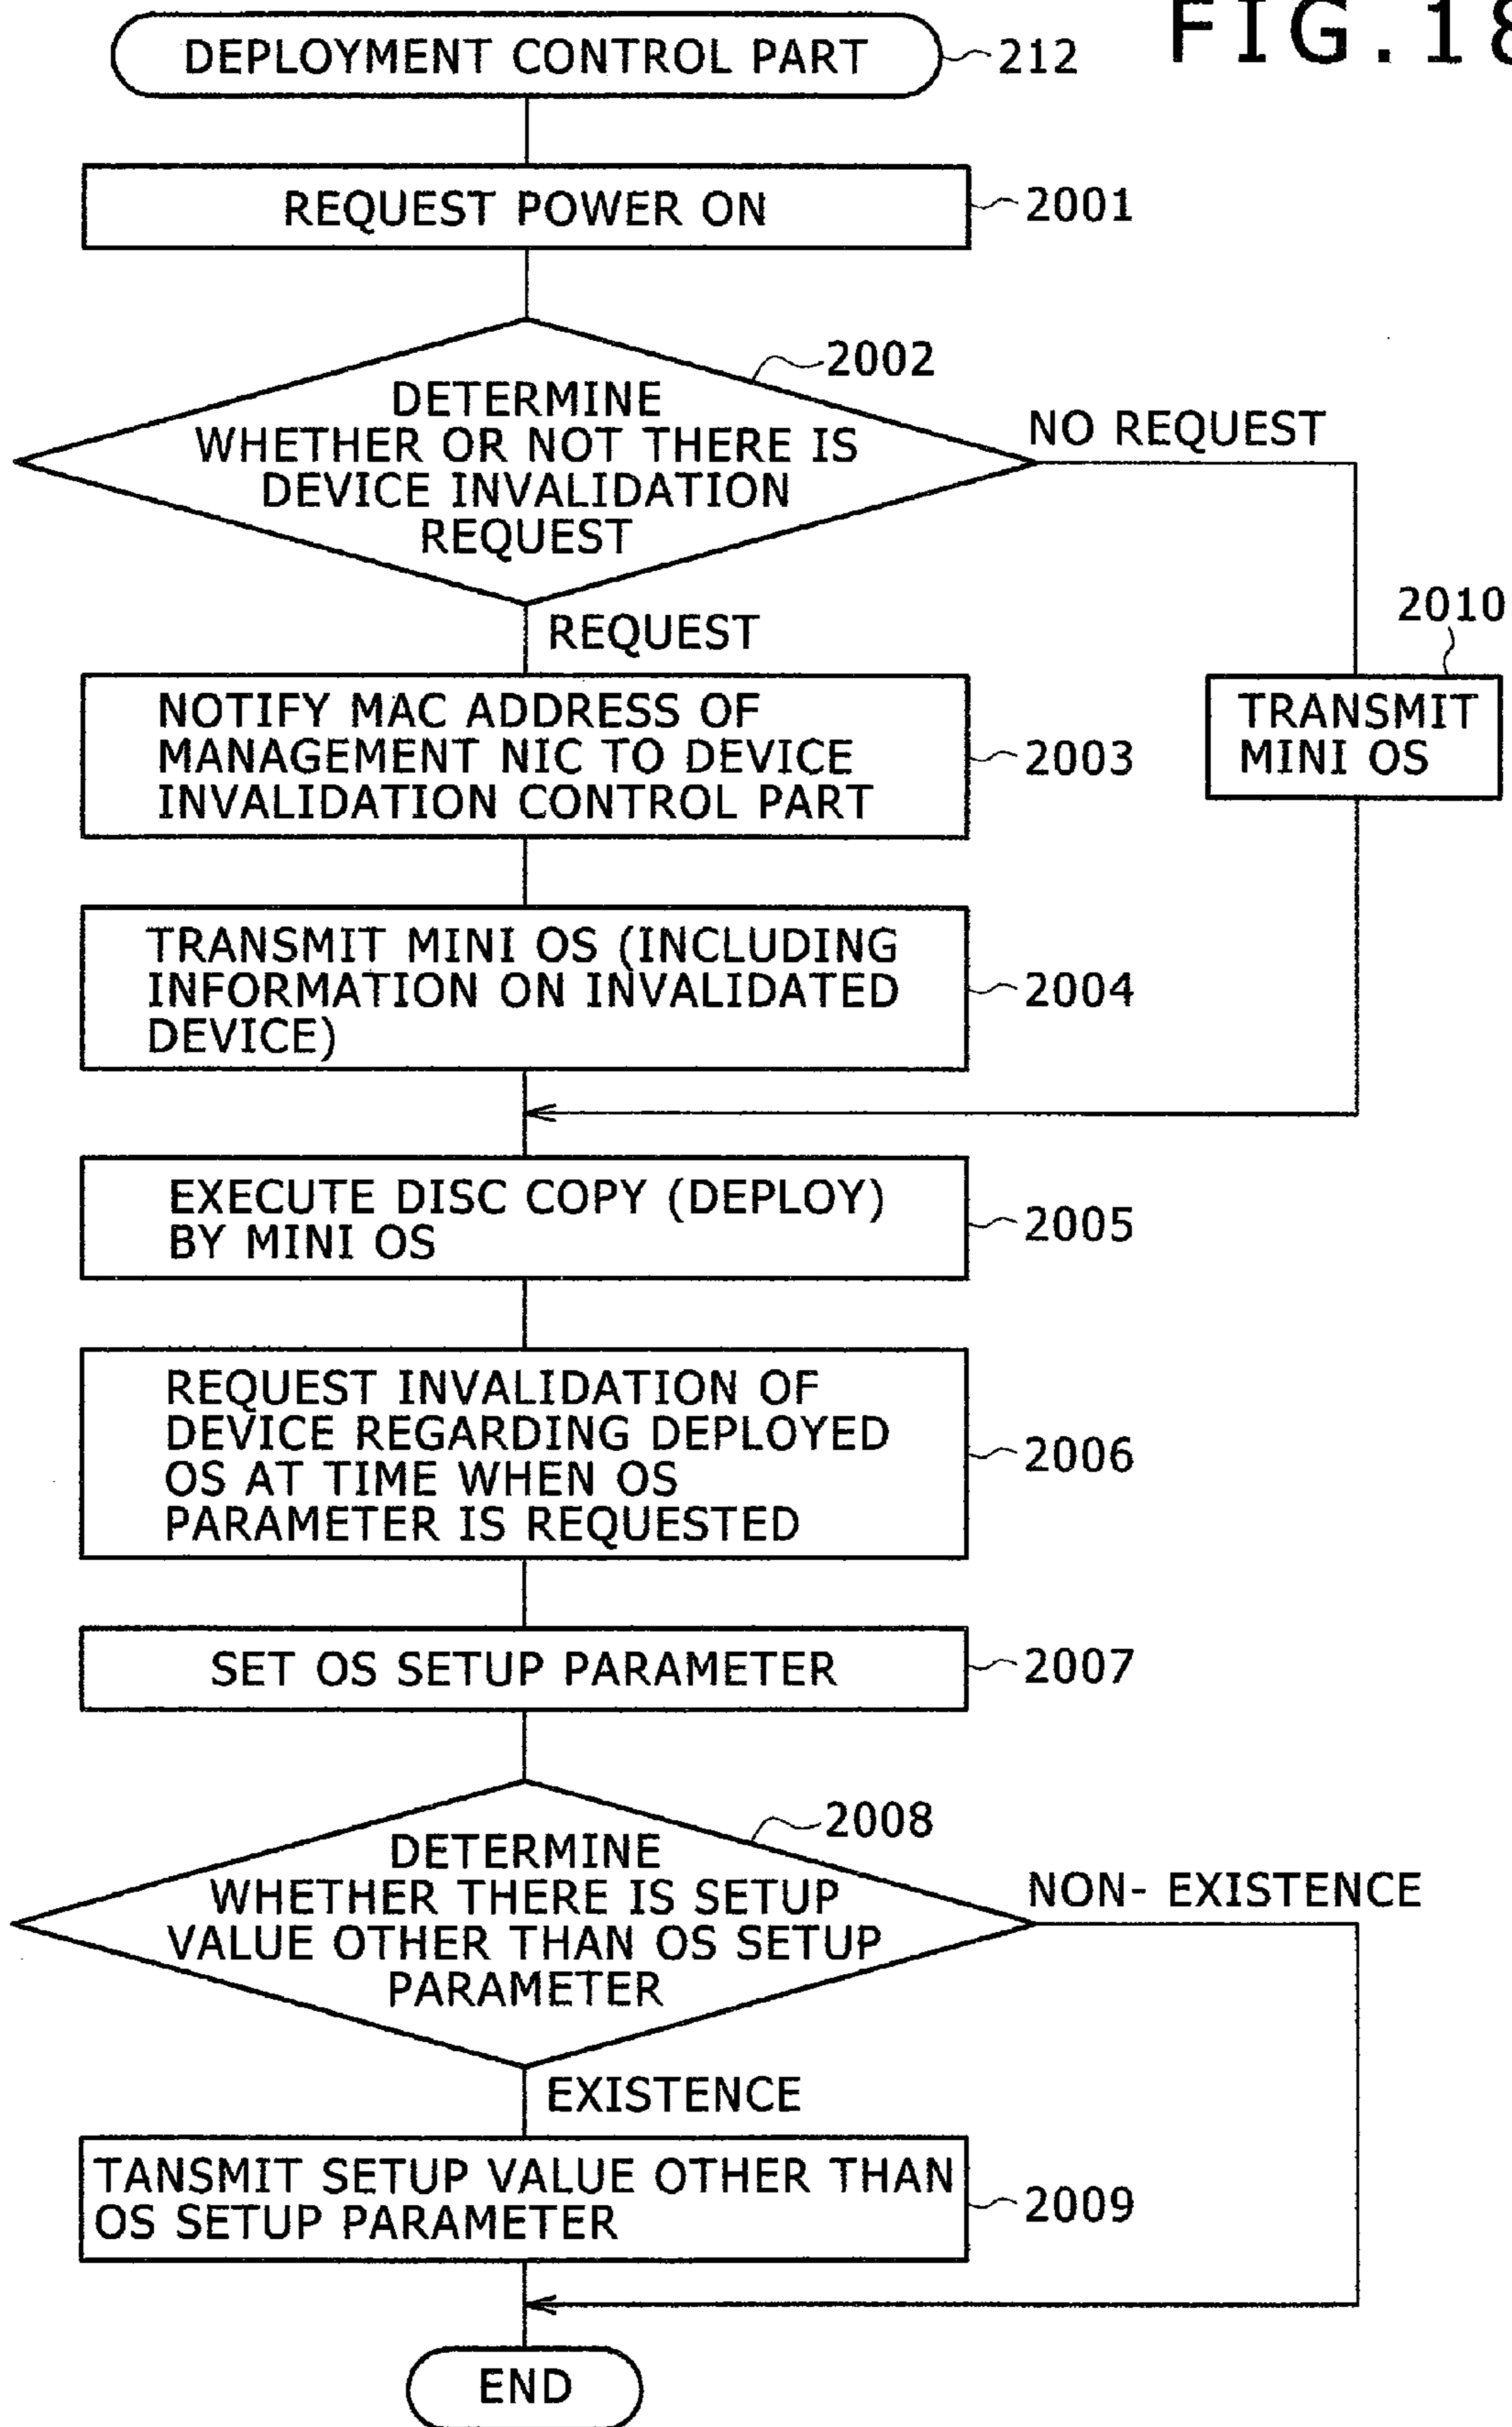 FIG.18
DEPLOYMENT CONTROL PART
212
REQUEST POWER ON
2001
2002
DETERMINE
WHETHER OR NOT THERE IS
DEVICE INVALIDATION
REQUEST
NO REQUEST
REQUEST
2010
TRANSMIT
MINI OS
NOTIFY MAC ADDRESS OF
MANAGEMENT NIC TO DEVICE
INVALIDATION CONTROL PART
2003
TRANSMIT MINI OS (INCLUDING
INFORMATION ON INVALIDATED
DEVICE)
2004
EXECUTE DISC COPY (DEPLOY)
BY MINI OS
2005
REQUEST INVALIDATION OF
DEVICE REGARDING DEPLOYED
OS AT TIME WHEN OS
PARAMETER IS REQUESTED
2006
SET OS SETUP PARAMETER
2007
2008
DETERMINE
WHETHER THERE IS SETUP
VALUE OTHER THAN OS SETUP
PARAMETER
NON- EXISTENCE
EXISTENCE
TANSMIT SETUP VALUE OTHER THAN
OS SETUP PARAMETER
2009
END